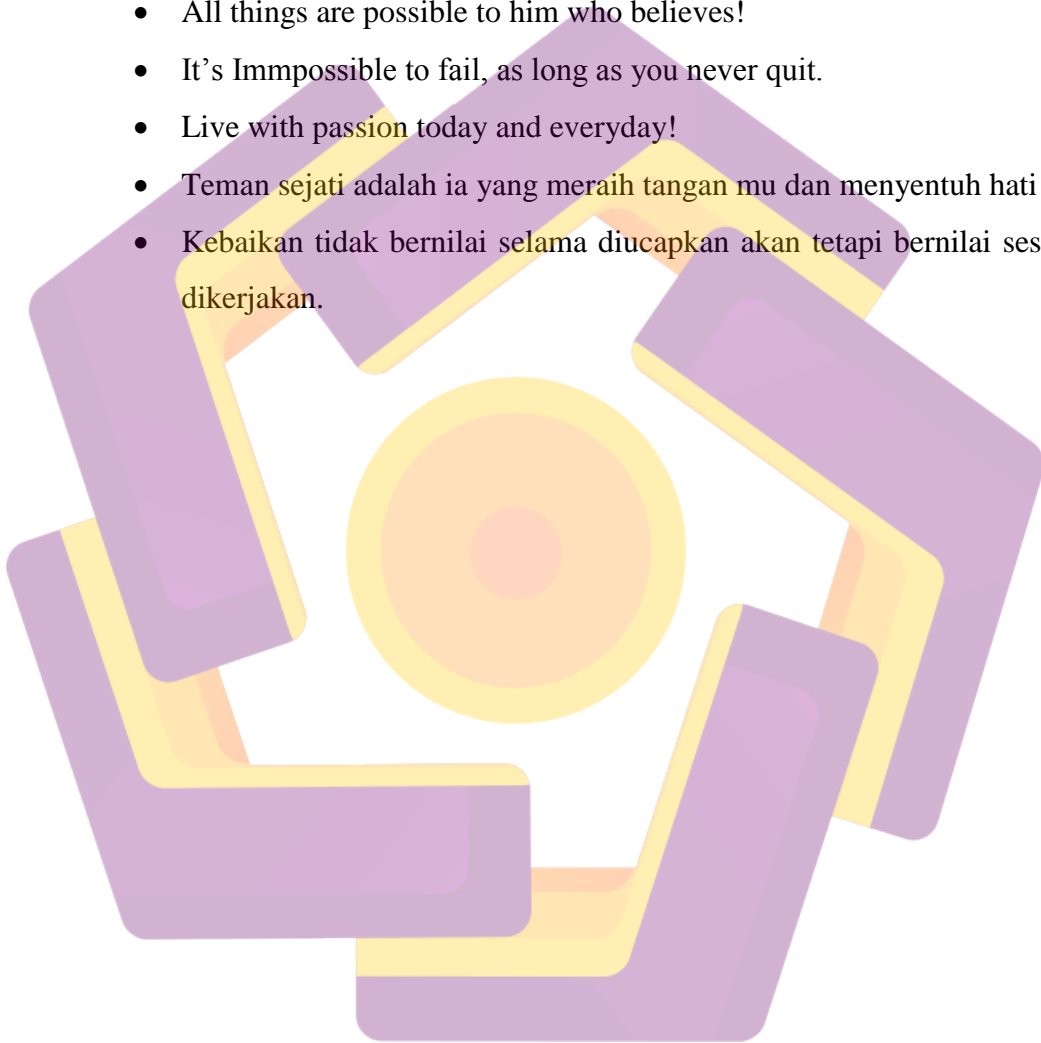 • All things are possible to him who believes!
• It’s Immpossible to fail, as long as you never quit.
• Live with passion today and everyday!
• Teman sejati adalah ia yang meraih tangan mu dan menyentuh hati
• Kebaikan tidak bernilai selama diucapkan akan tetapi bernilai ses
dikerjakan.